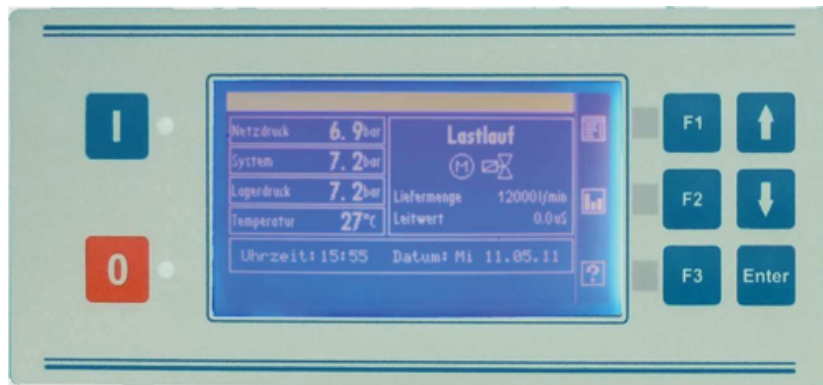 I
0
Netzdruck 6.9bar
System 7.2bar
Lagerdruck 7.2bar
Temperatur 27°C
Lastlauf
M
Liefermenge 12000l/min
Leitwert 0.0uS
Uhrzeit:15:55 Datum: Mi 11.05.11
?
F1
F2
F3
Enter